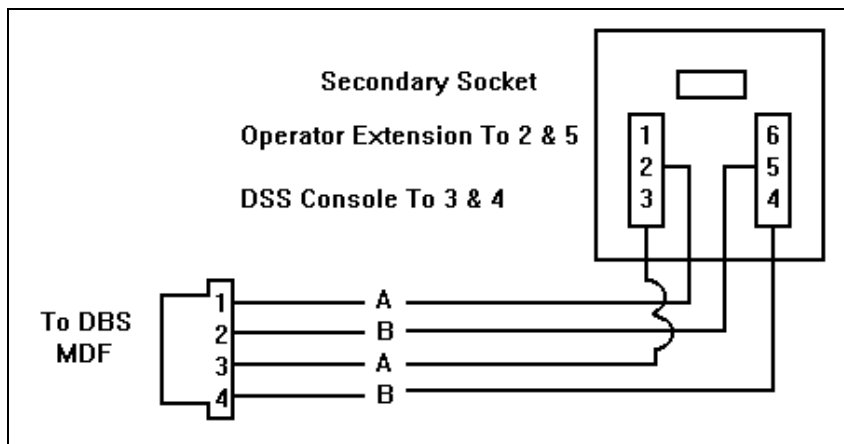 Secondary Socket
Operator Extension To 2 & 5
DSS Console To 3 & 4
1
2
3
6
5
4
To DBS
MDF
1
2
3
4
A
B
A
B